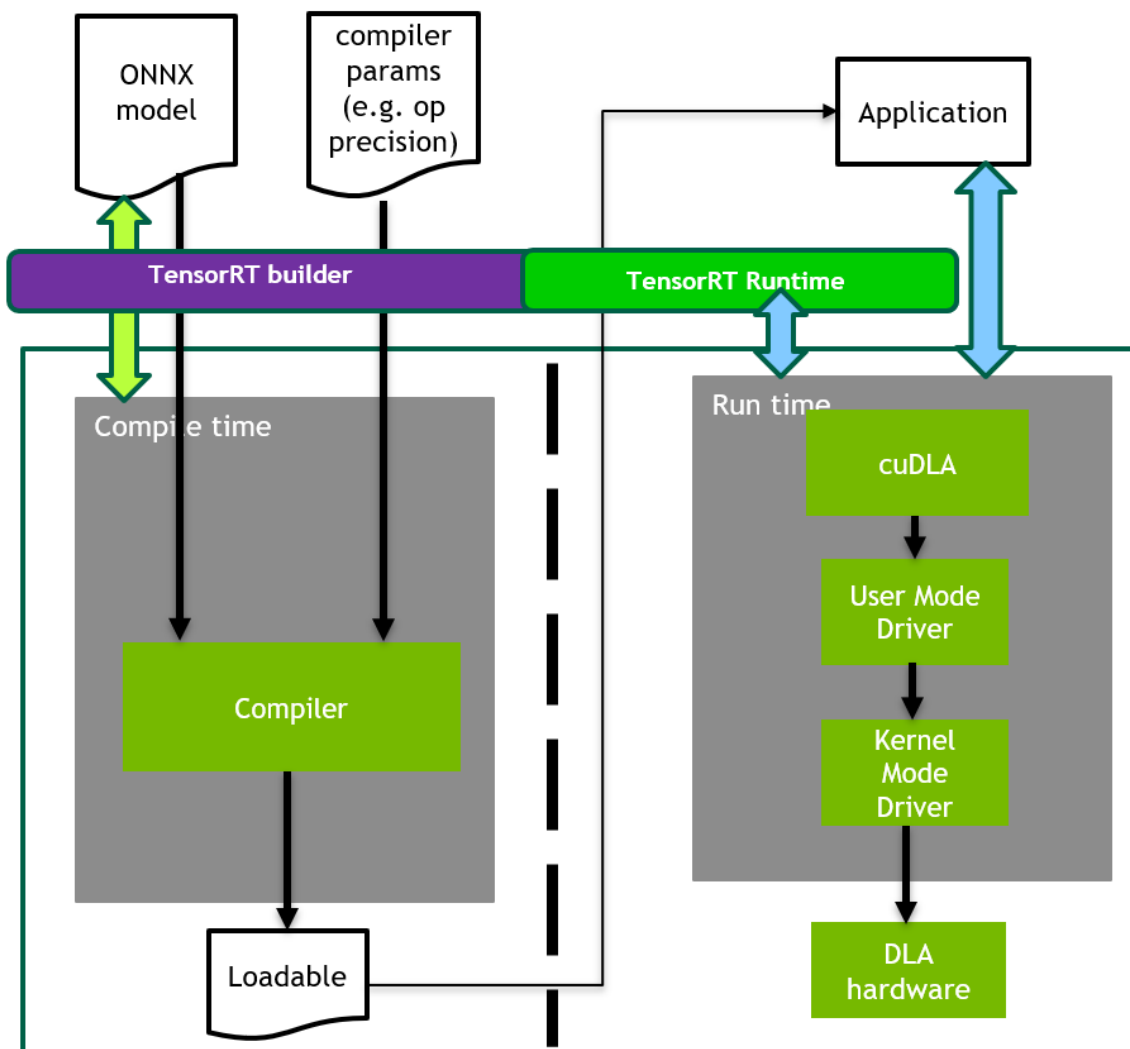 ONNX
model
compiler
params
(e.g. op
precision)
Application
TensorRT builder
TensorRT Runtime
Compile time
Run time
cuDLA
User Mode
Driver
Compiler
Kernel
Mode
Driver
Loadable
DLA
hardware